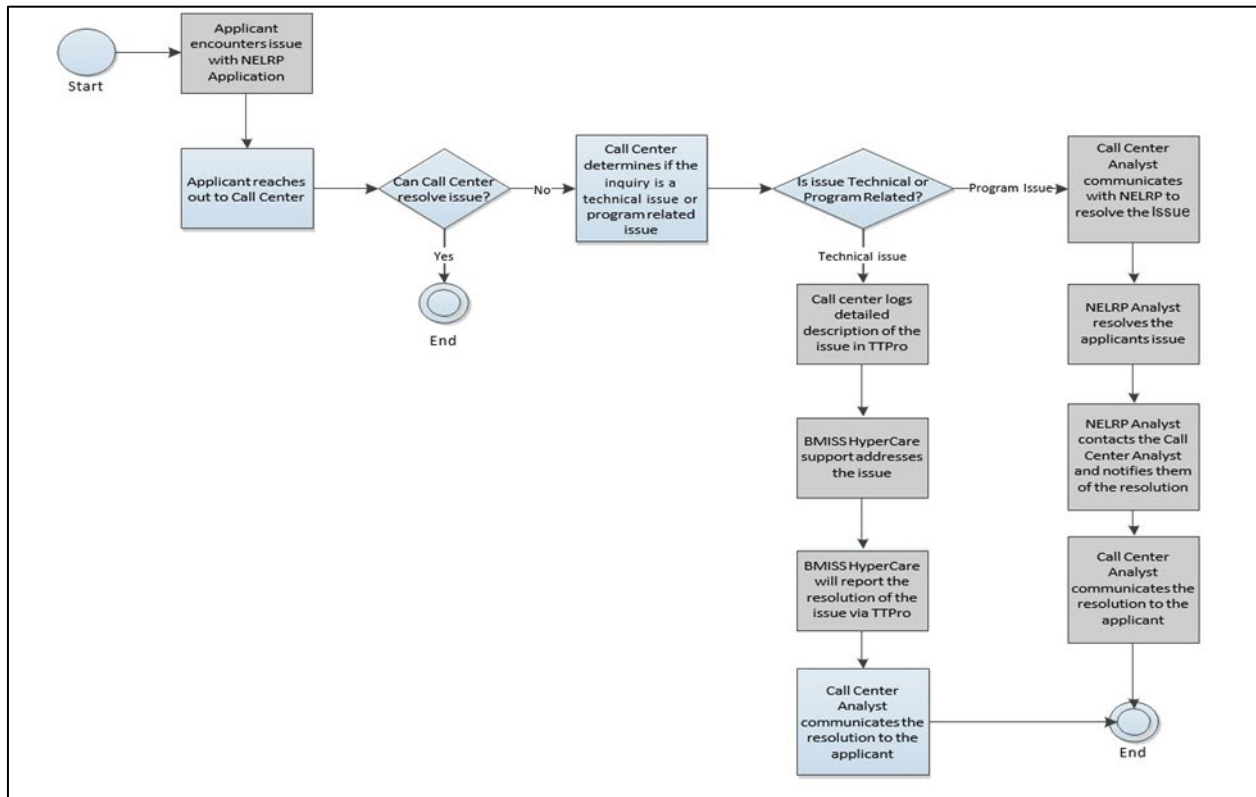 Applicant
encounters issue
with NELRP
Application
Start
Applicant reaches
out to Call Center
Can Call Center
resolve issue?
No
Yes
End
Call Center
determines if the
inquiry is a
technical issue or
program related
issue
Is issue Technical or
Program Related?
Program Issue
Technical issue
Call Center
Analyst
communicates
with NELRP to
resolve the Issue
Call center logs
detailed
description of the
issue in TTPro
NELRP Analyst
resolves the
applicants issue
BMISS HyperCare
support addresses
the issue
NELRP Analyst
contacts the Call
Center Analyst
and notifies them
of the resolution
BMISS HyperCare
will report the
resolution of the
issue via TTPro
Call Center
Analyst
communicates the
resolution to the
applicant
Call Center
Analyst
communicates the
resolution to the
applicant
End